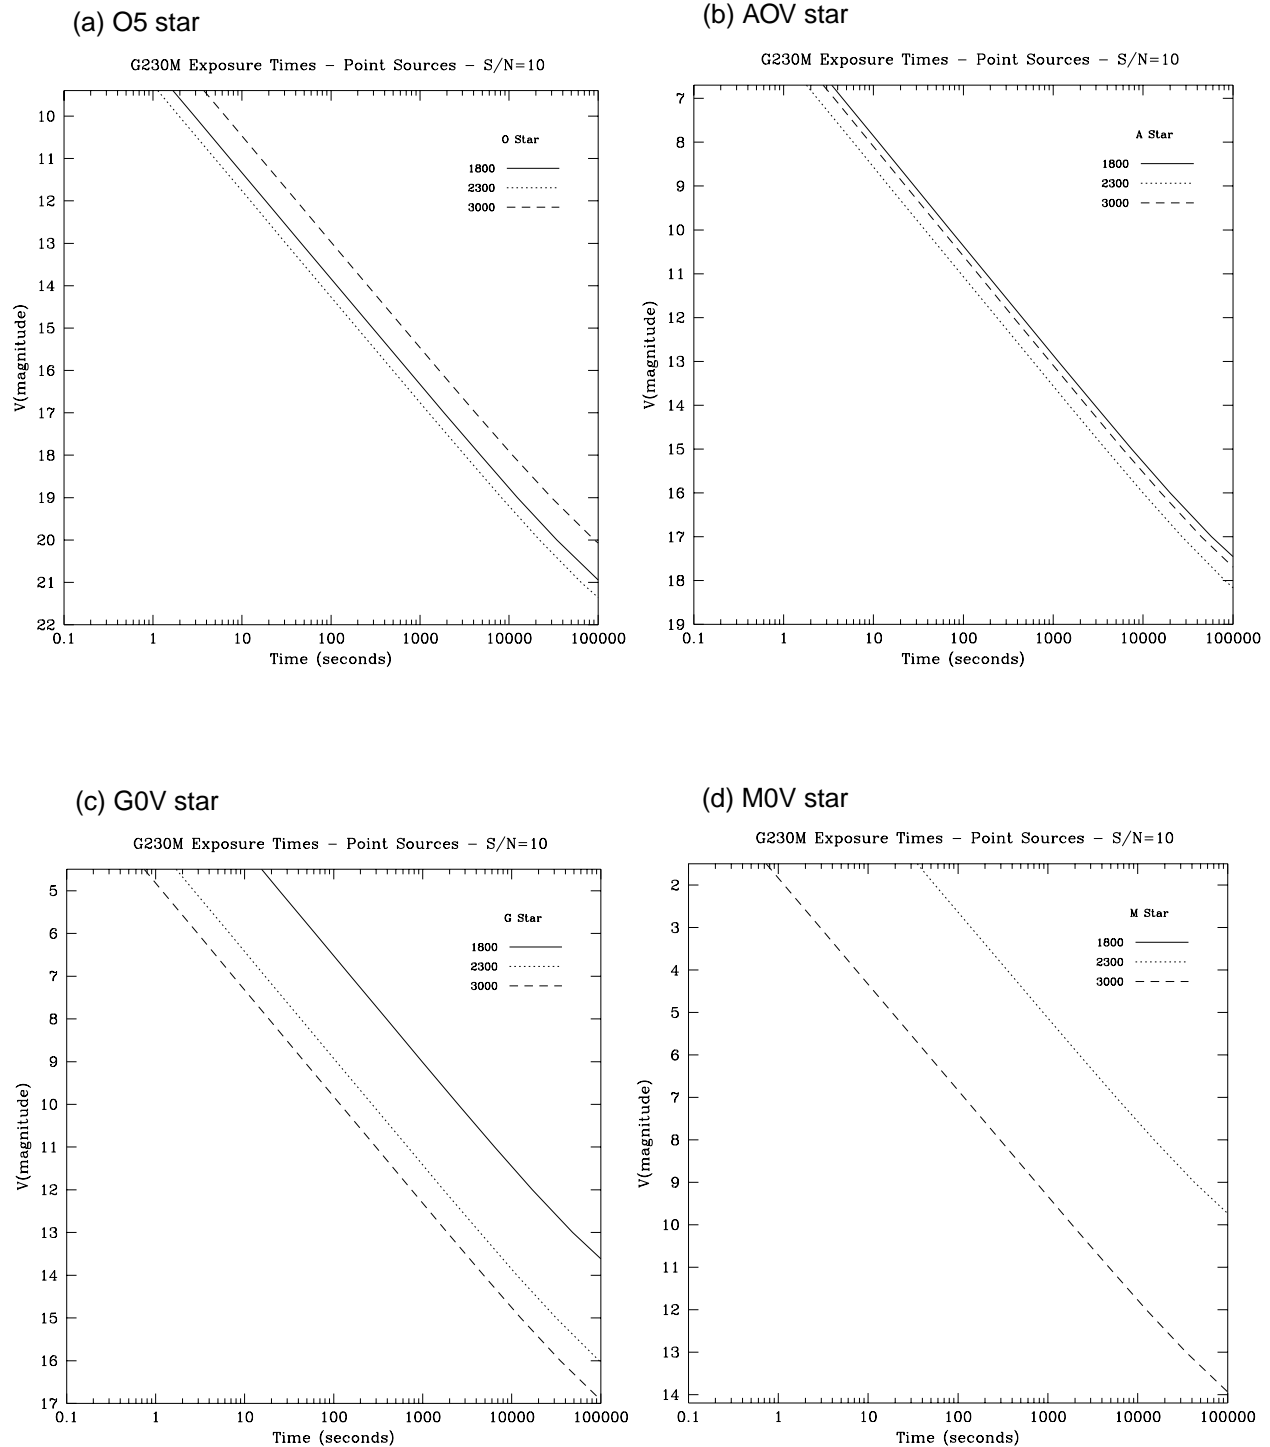 (a) O5 star
G230M Exposure Times – Point Sources – S/N=10
O Star
1800
2300
3000
V(magnitude)
10
11
12
13
14
15
16
17
18
19
20
21
22
0.1 1 10 100 1000 10000 100000
Time (seconds)
(b) AOV star
G230M Exposure Times – Point Sources – S/N=10
A Star
1800
2300
3000
V(magnitude)
7
8
9
10
11
12
13
14
15
16
17
18
19
0.1 1 10 100 1000 10000 100000
Time (seconds)
(c) G0V star
G230M Exposure Times – Point Sources – S/N=10
G Star
1800
2300
3000
V(magnitude)
5
6
7
8
9
10
11
12
13
14
15
16
17
0.1 1 10 100 1000 10000 100000
Time (seconds)
(d) M0V star
G230M Exposure Times – Point Sources – S/N=10
M Star
1800
2300
3000
V(magnitude)
2
3
4
5
6
7
8
9
10
11
12
13
14
0.1 1 10 100 1000 10000 100000
Time (seconds)